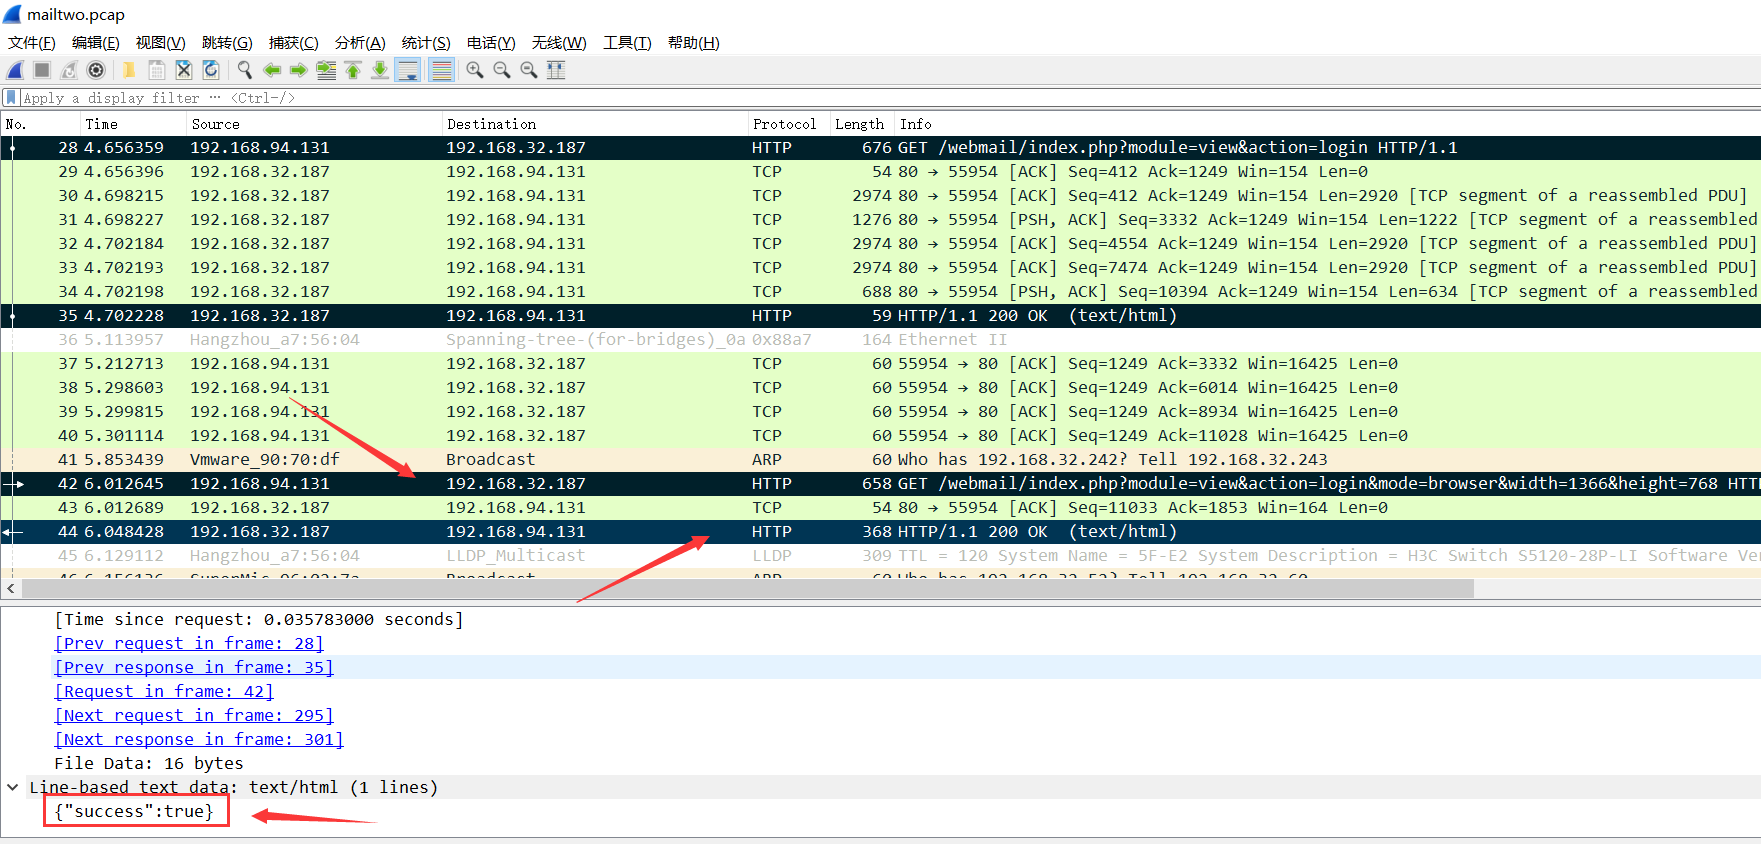 mailtwo.pcap
文件(F) 编辑(E) 视图(V) 跳转(G) 捕获(C) 分析(A) 统计(S) 电话(Y) 无线(W) 工具(T) 帮助(H)
Apply a display filter … <Ctrl-/>
No. Time Source Destination Protocol Length Info
28 4.656359 192.168.94.131 192.168.32.187 HTTP 676 GET /webmail/index.php?module=view&action=login HTTP/1.1
29 4.656396 192.168.32.187 192.168.94.131 TCP 54 80 → 55954 [ACK] Seq=412 Ack=1249 Win=154 Len=0
30 4.698215 192.168.32.187 192.168.94.131 TCP 2974 80 → 55954 [ACK] Seq=412 Ack=1249 Win=154 Len=2920 [TCP segment of a reassembled PDU]
31 4.698227 192.168.32.187 192.168.94.131 TCP 1276 80 → 55954 [PSH, ACK] Seq=3332 Ack=1249 Win=154 Len=1222 [TCP segment of a reassembled
32 4.702184 192.168.32.187 192.168.94.131 TCP 2974 80 → 55954 [ACK] Seq=4554 Ack=1249 Win=154 Len=2920 [TCP segment of a reassembled PDU]
33 4.702193 192.168.32.187 192.168.94.131 TCP 2974 80 → 55954 [ACK] Seq=7474 Ack=1249 Win=154 Len=2920 [TCP segment of a reassembled PDU]
34 4.702198 192.168.32.187 192.168.94.131 TCP 688 80 → 55954 [PSH, ACK] Seq=10394 Ack=1249 Win=154 Len=634 [TCP segment of a reassembled
35 4.702228 192.168.32.187 192.168.94.131 HTTP 59 HTTP/1.1 200 OK (text/html)
36 5.113957 Hangzhou_a7:56:04 Spanning-tree-(for-bridges)_0a 0x88a7 164 Ethernet II
37 5.212713 192.168.94.131 192.168.32.187 TCP 60 55954 → 80 [ACK] Seq=1249 Ack=3332 Win=16425 Len=0
38 5.298603 192.168.94.131 192.168.32.187 TCP 60 55954 → 80 [ACK] Seq=1249 Ack=6014 Win=16425 Len=0
39 5.299815 192.168.94.131 192.168.32.187 TCP 60 55954 → 80 [ACK] Seq=1249 Ack=8934 Win=16425 Len=0
40 5.301114 192.168.94.131 192.168.32.187 TCP 60 55954 → 80 [ACK] Seq=1249 Ack=11028 Win=16425 Len=0
41 5.853439 Vmware_90:70:df Broadcast ARP 60 Who has 192.168.32.242? Tell 192.168.32.243
42 6.012645 192.168.94.131 192.168.32.187 HTTP 658 GET /webmail/index.php?module=view&action=login&mode=browser&width=1366&height=768 HTT
43 6.012689 192.168.32.187 192.168.94.131 TCP 54 80 → 55954 [ACK] Seq=11033 Ack=1853 Win=164 Len=0
44 6.048428 192.168.32.187 192.168.94.131 HTTP 368 HTTP/1.1 200 OK (text/html)
45 6.129112 Hangzhou_a7:56:04 LLDP_Multicast LLDP 309 TTL = 120 System Name = 5F-E2 System Description = H3C Switch S5120-28P-LI Software Ver
[Time since request: 0.035783000 seconds]
[Prev request in frame: 28]
[Prev response in frame: 35]
[Request in frame: 42]
[Next request in frame: 295]
[Next response in frame: 301]
File Data: 16 bytes
Line-based text data: text/html (1 lines)
{"success":true}